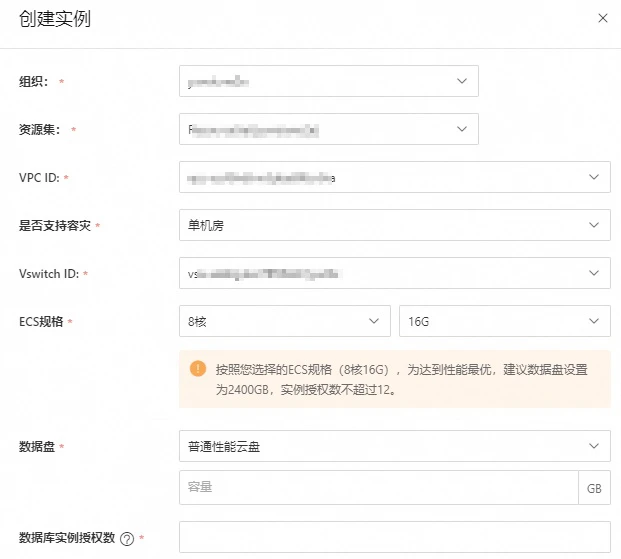 创建实例
组织： *
资源集： *
VPC ID: *
是否支持容灾 * 单机房
Vswitch ID: *
ECS规格 * 8核 16G
按照您选择的ECS规格（8核16G），为达到性能最优，建议数据盘设置
为2400GB，实例授权数不超过12。
数据盘 * 普通性能云盘
容量 GB
数据库实例授权数 ? *